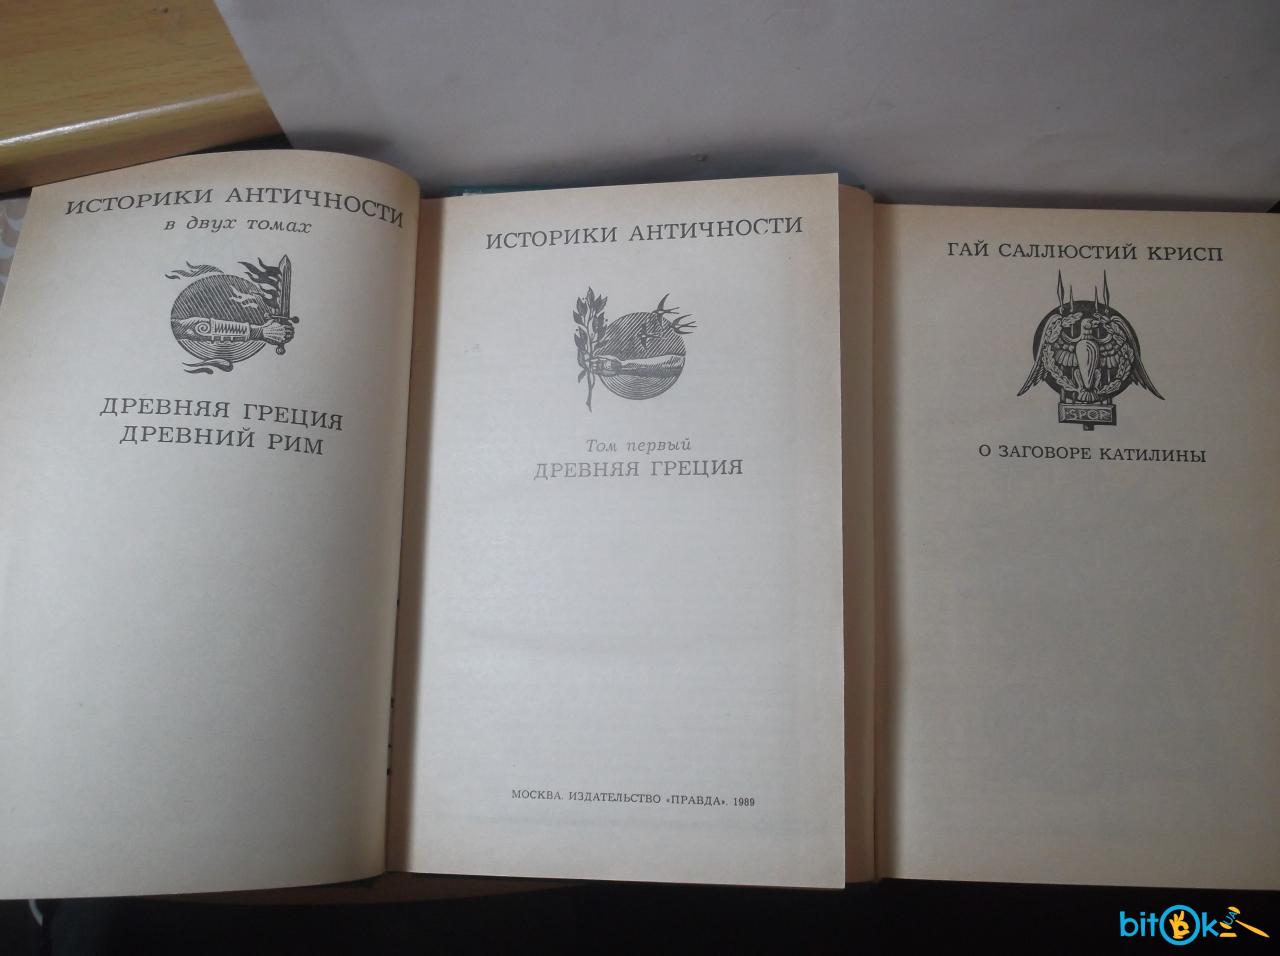 ИСТОРИКИ АНТИЧНОСТИ
в двух томах
ДРЕВНЯЯ ГРЕЦИЯ
ДРЕВНИЙ РИМ
ИСТОРИКИ АНТИЧНОСТИ
Том первый
ДРЕВНЯЯ ГРЕЦИЯ
МОСКВА. ИЗДАТЕЛЬСТВО «ПРАВДА». 1989
ГАЙ САЛЛЮСТИЙ КРИСП
SPQR
О ЗАГОВОРЕ КАТИЛИНЫ
bitOk UA